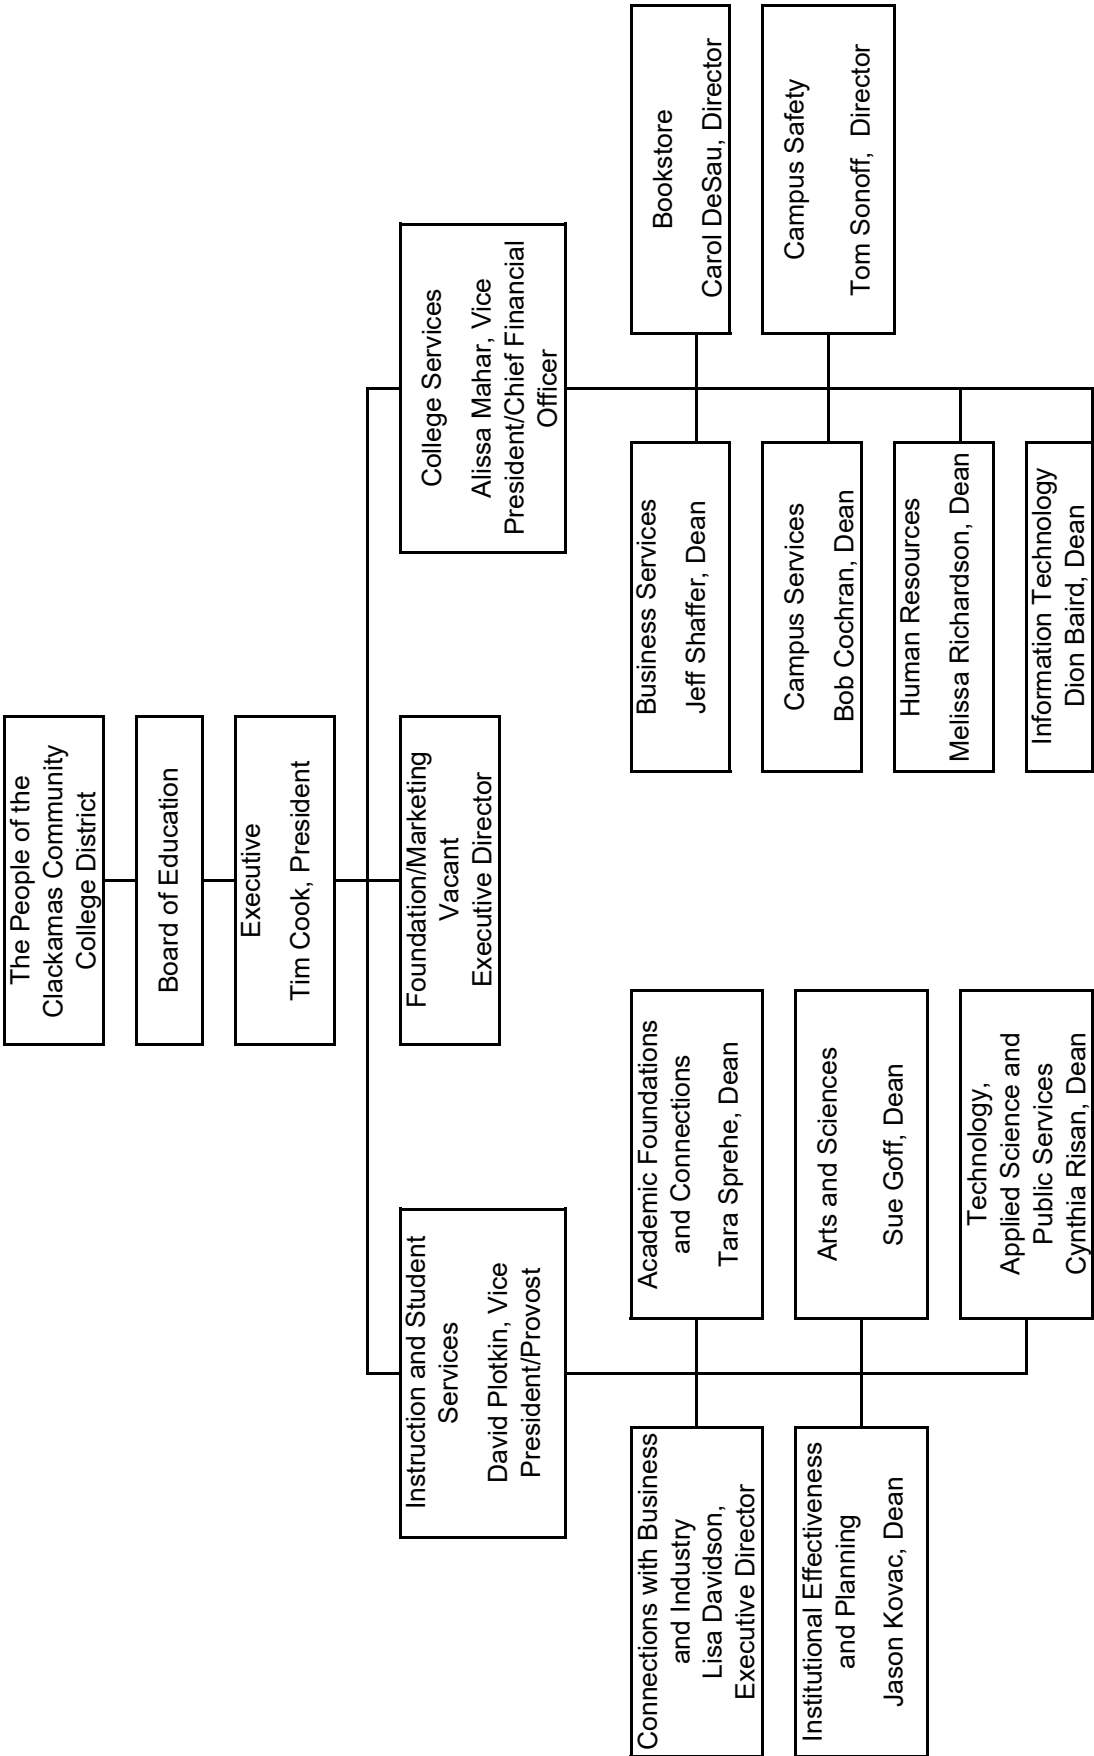 The People of the
Clackamas Community
College District
Board of Education
Executive
Tim Cook, President
Instruction and Student
Services
David Plotkin, Vice
President/Provost
Foundation/Marketing
Vacant
Executive Director
College Services
Alissa Mahar, Vice
President/Chief Financial
Officer
Connections with Business
and Industry
Lisa Davidson,
Executive Director
Academic Foundations
and Connections
Tara Sprehe, Dean
Business Services
Jeff Shaffer, Dean
Bookstore
Carol DeSau, Director
Institutional Effectiveness
and Planning
Jason Kovac, Dean
Arts and Sciences
Sue Goff, Dean
Campus Services
Bob Cochran, Dean
Campus Safety
Tom Sonoff, Director
Technology,
Applied Science and
Public Services
Cynthia Risan, Dean
Human Resources
Melissa Richardson, Dean
Information Technology
Dion Baird, Dean